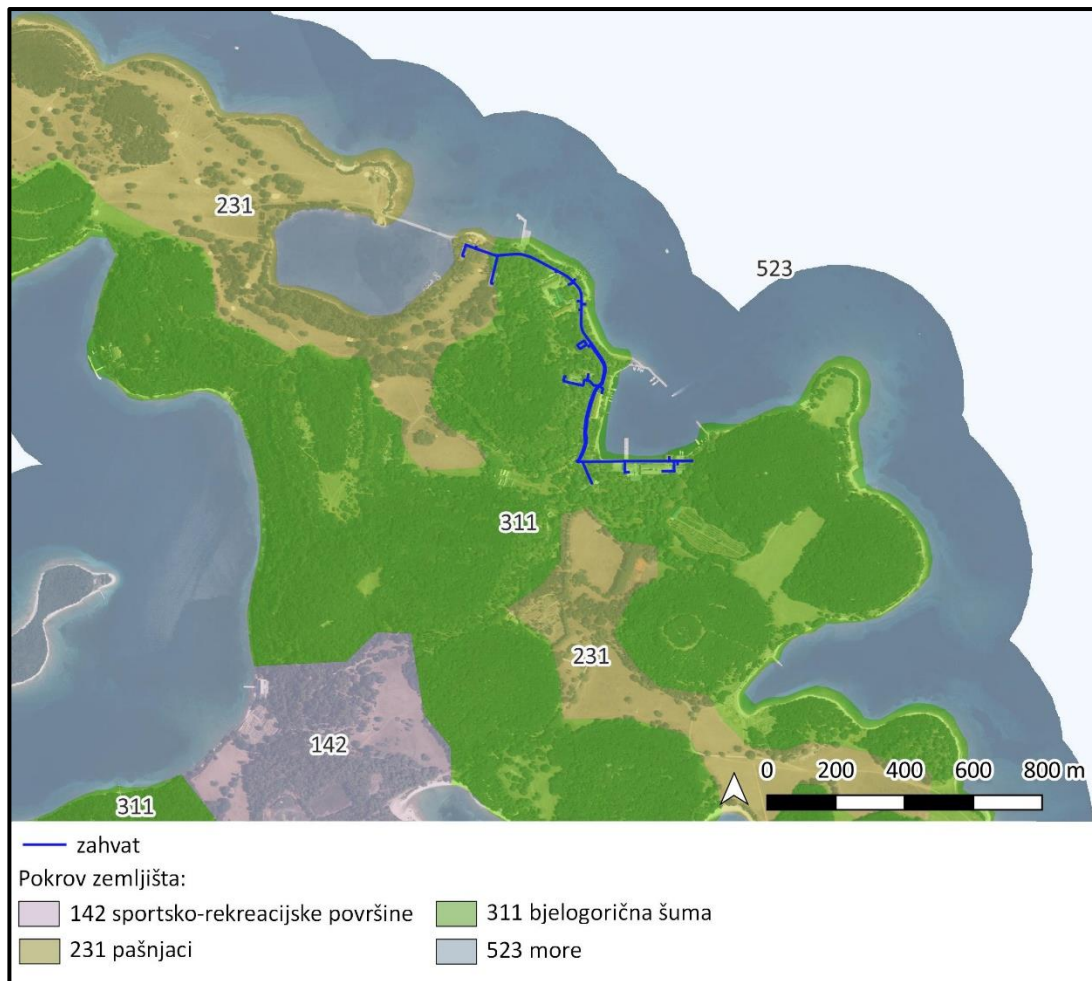 231
523
311
231
142
311
0 200 400 600 800 m
zahvat
Pokrov zemljišta:
142 sportsko-rekreacijske površine 311 bjelogorična šuma
231 pašnjaci 523 more